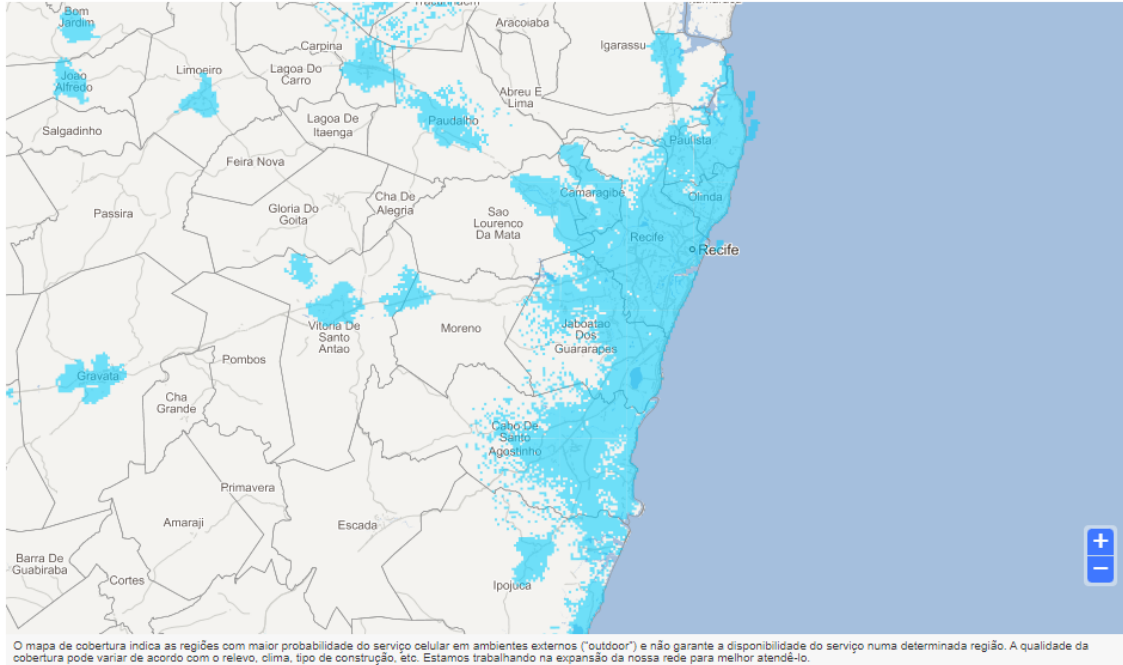 Bom
Jardim
Aracoiaba
Igarassu
Carpina
Joao
Alfredo
Limoeiro
Lagoa Do
Carro
Abreu E
Lima
Salgadinho
Lagoa De
Itaenga
Paudalho
Paulista
Feira Nova
Camaragibe
Olinda
Passira
Gloria Do
Goita
Cha De
Alegria
Sao
Lourenco
Da Mata
Recife
Recife
Vitoria De
Santo
Antao
Moreno
Jaboatao
Dos
Guararapes
Gravata
Pombos
Cha
Grande
Cabo De
Santo
Agostinho
Primavera
Amaraji
Escada
Barra De
Guabiraba
Cortes
Ipojuca
+
−
O mapa de cobertura indica as regiões com maior probabilidade do serviço celular em ambientes externos ("outdoor") e não garante a disponibilidade do serviço numa determinada região. A qualidade da
cobertura pode variar de acordo com o relevo, clima, tipo de construção, etc. Estamos trabalhando na expansão da nossa rede para melhor atendê-lo.